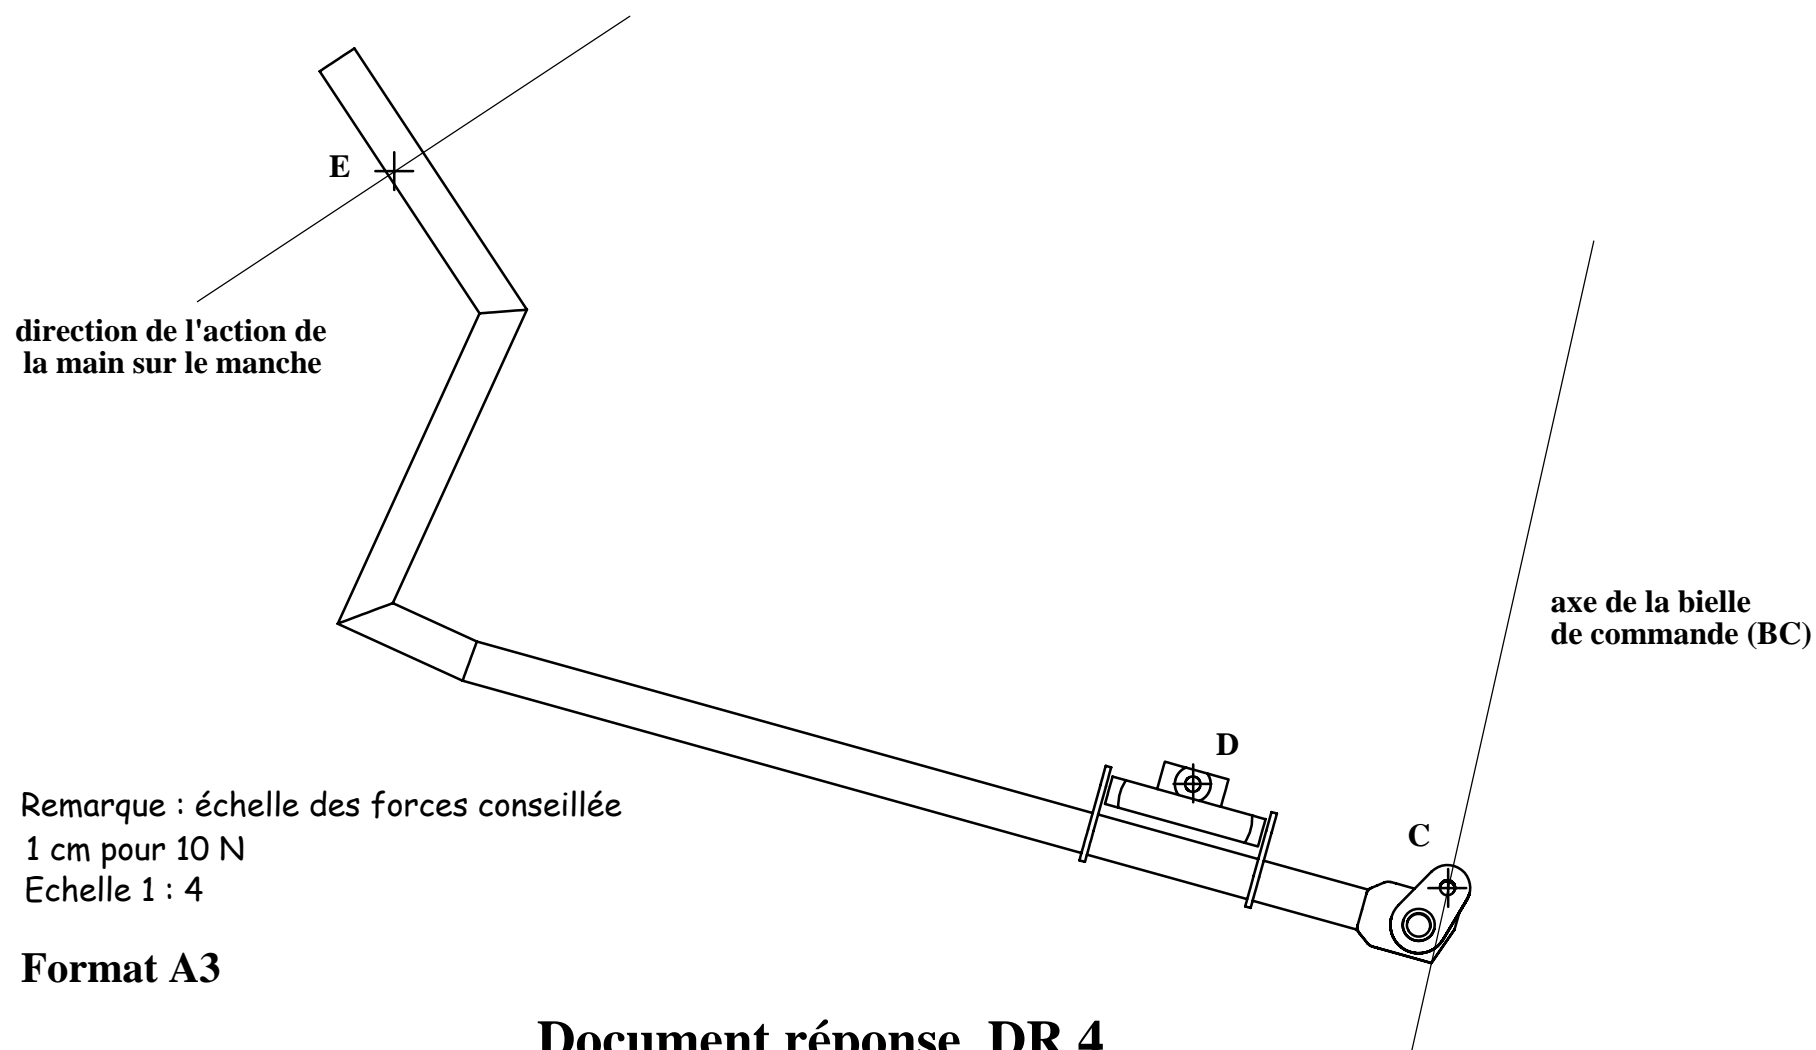 E
direction de l'action de
la main sur le manche
axe de la bielle
de commande (BC)
D
C
Remarque : échelle des forces conseillée
1 cm pour 10 N
Echelle 1 : 4
Format A3
Document réponse DR 4